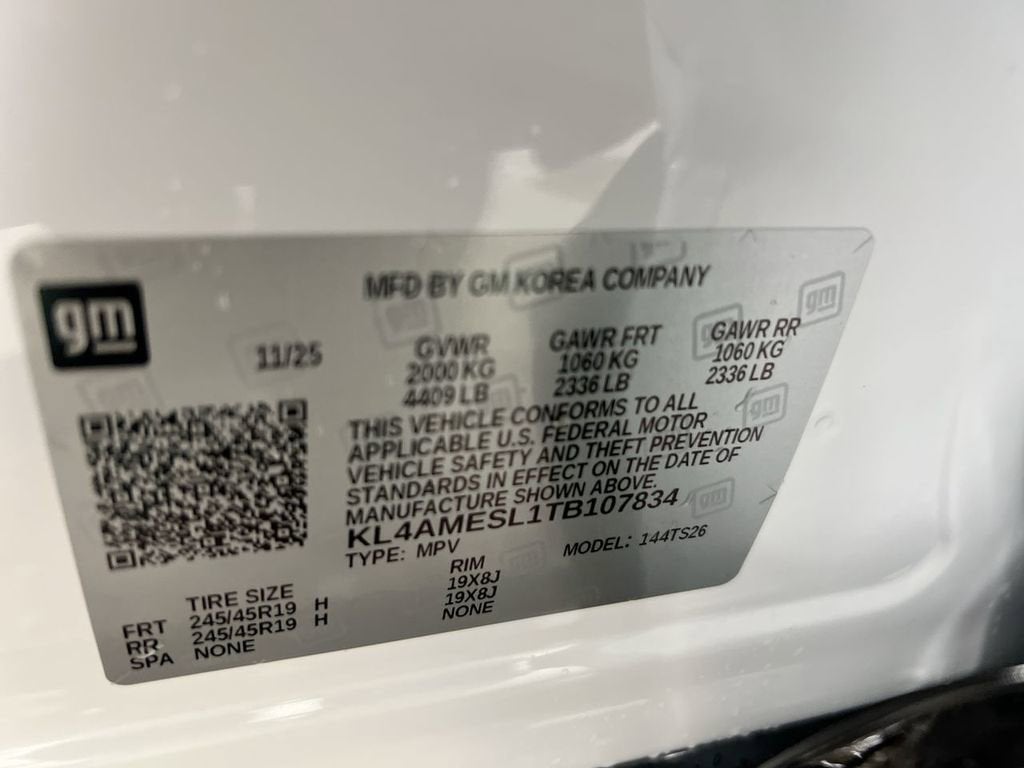 gm
MFD BY GM KOREA COMPANY
11/25
GVWR GAWR FRT GAWR RR
2000 KG 1060 KG 1060 KG
4409 LB 2336 LB 2336 LB
THIS VEHICLE CONFORMS TO ALL
APPLICABLE U.S. FEDERAL MOTOR
VEHICLE SAFETY AND THEFT PREVENTION
STANDARDS IN EFFECT ON THE DATE OF
MANUFACTURE SHOWN ABOVE.
KL4AMESL1TB107834
TYPE: MPV MODEL: 144TS26
TIRE SIZE RIM
FRT 245/45R19 H 19X8J
RR 245/45R19 H 19X8J
SPA NONE NONE